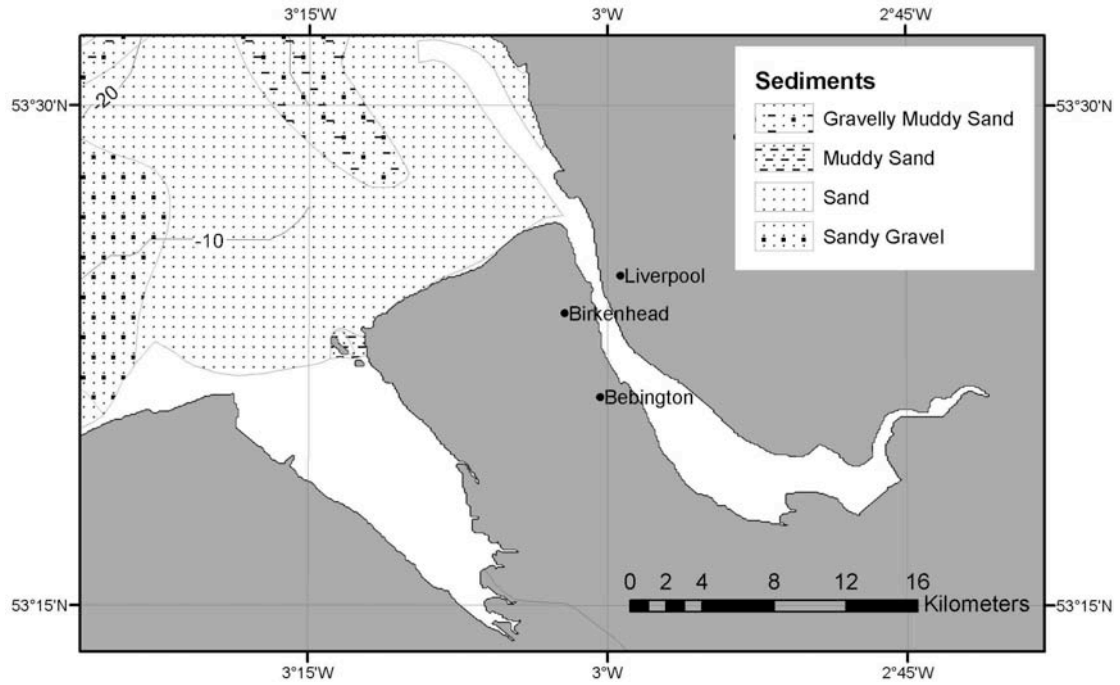 3°15'W 3°W 2°45'W
53°30'N
53°30'N
-20
Sediments
Gravelly Muddy Sand
Muddy Sand
Sand
Sandy Gravel
-10
Liverpool
Birkenhead
Bebington
0 2 4 8 12 16
Kilometers
53°15'N
53°15'N
3°15'W 3°W 2°45'W